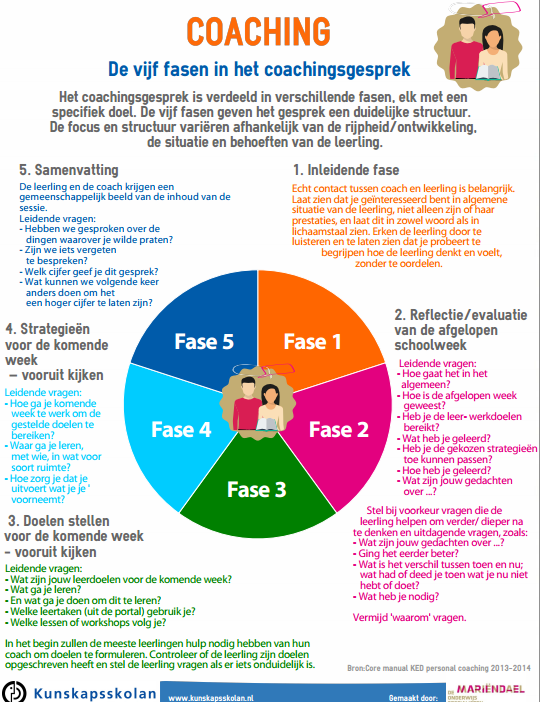 COACHING
De vijf fasen in het coachingsgesprek
Het coachingsgesprek is verdeeld in verschillende fasen, elk met een
specifiek doel. De vijf fasen geven het gesprek een duidelijke structuur.
De focus en structuur variëren afhankelijk van de rijpheid/ontwikkeling,
de situatie en behoeften van de leerling.
1. Inleidende fase
Echt contact tussen coach en leerling is belangrijk.
Laat zien dat je geïnteresseerd bent in algemene
situatie van de leerling, niet alleen zijn of haar
prestaties, en laat dit in zowel woord als in
lichaamstaal zien. Erken de leerling door te
luisteren en te laten zien dat je probeert te
begrijpen hoe de leerling denkt en voelt,
zonder te oordelen.
2. Reflectie/evaluatie
van de afgelopen
schoolweek
Leidende vragen:
- Hoe gaat het in het
algemeen?
- Hoe is de afgelopen week
geweest?
- Heb je de leer- werkdoelen
bereikt?
- Wat heb je geleerd?
- Heb je de gekozen strategieën
toe kunnen passen?
- Hoe heb je geleerd?
- Wat zijn jouw gedachten
over ...?
Stel bij voorkeur vragen die de
leerling helpen om verder/ dieper na
te denken en uitdagende vragen, zoals:
- Wat zijn jouw gedachten over ...?
- Ging het eerder beter?
- Wat is het verschil tussen toen en nu;
wat had of deed je toen wat je nu niet
hebt of doet?
- Wat heb je nodig?
Vermijd 'waarom' vragen.
3. Doelen stellen
voor de komende week
– vooruit kijken
Leidende vragen:
- Wat zijn jouw leerdoelen voor de komende week?
- Wat ga je leren?
- En wat ga je doen om dit te leren?
- Welke leertaken (uit de portal) gebruik je?
- Welke lessen of workshops volg je?
In het begin zullen de meeste leerlingen hulp nodig hebben van hun
coach om doelen te formuleren. Controleer of de leerling zijn doelen
opgeschreven heeft en stel de leerling vragen als er iets onduidelijk is.
4. Strategieën
voor de komende
week
– vooruit kijken
Leidende vragen:
- Hoe ga je komende
week te werk om de
gestelde doelen te
bereiken?
- Waar ga je leren,
met wie, in wat voor
soort ruimte?
- Hoe zorg je dat je
uitvoert wat je je '
voorneemt?
5. Samenvatting
De leerling en de coach krijgen een
gemeenschappelijk beeld van de inhoud van de
sessie.
Leidende vragen:
- Hebben we gesproken over de
dingen waarover je wilde praten?
- Zijn we iets vergeten
te bespreken?
- Welk cijfer geef je dit gesprek?
- Wat kunnen we volgende keer
anders doen om het
een hoger cijfer te laten zijn?
Fase 1
Fase 2
Fase 3
Fase 4
Fase 5
Bron:Core manual KED personal coaching 2013-2014
Kunskapsskolan
www.kunskapsskolan.nl
Gemaakt door:
DE
MARIËNDAEL
ONDERWIJS